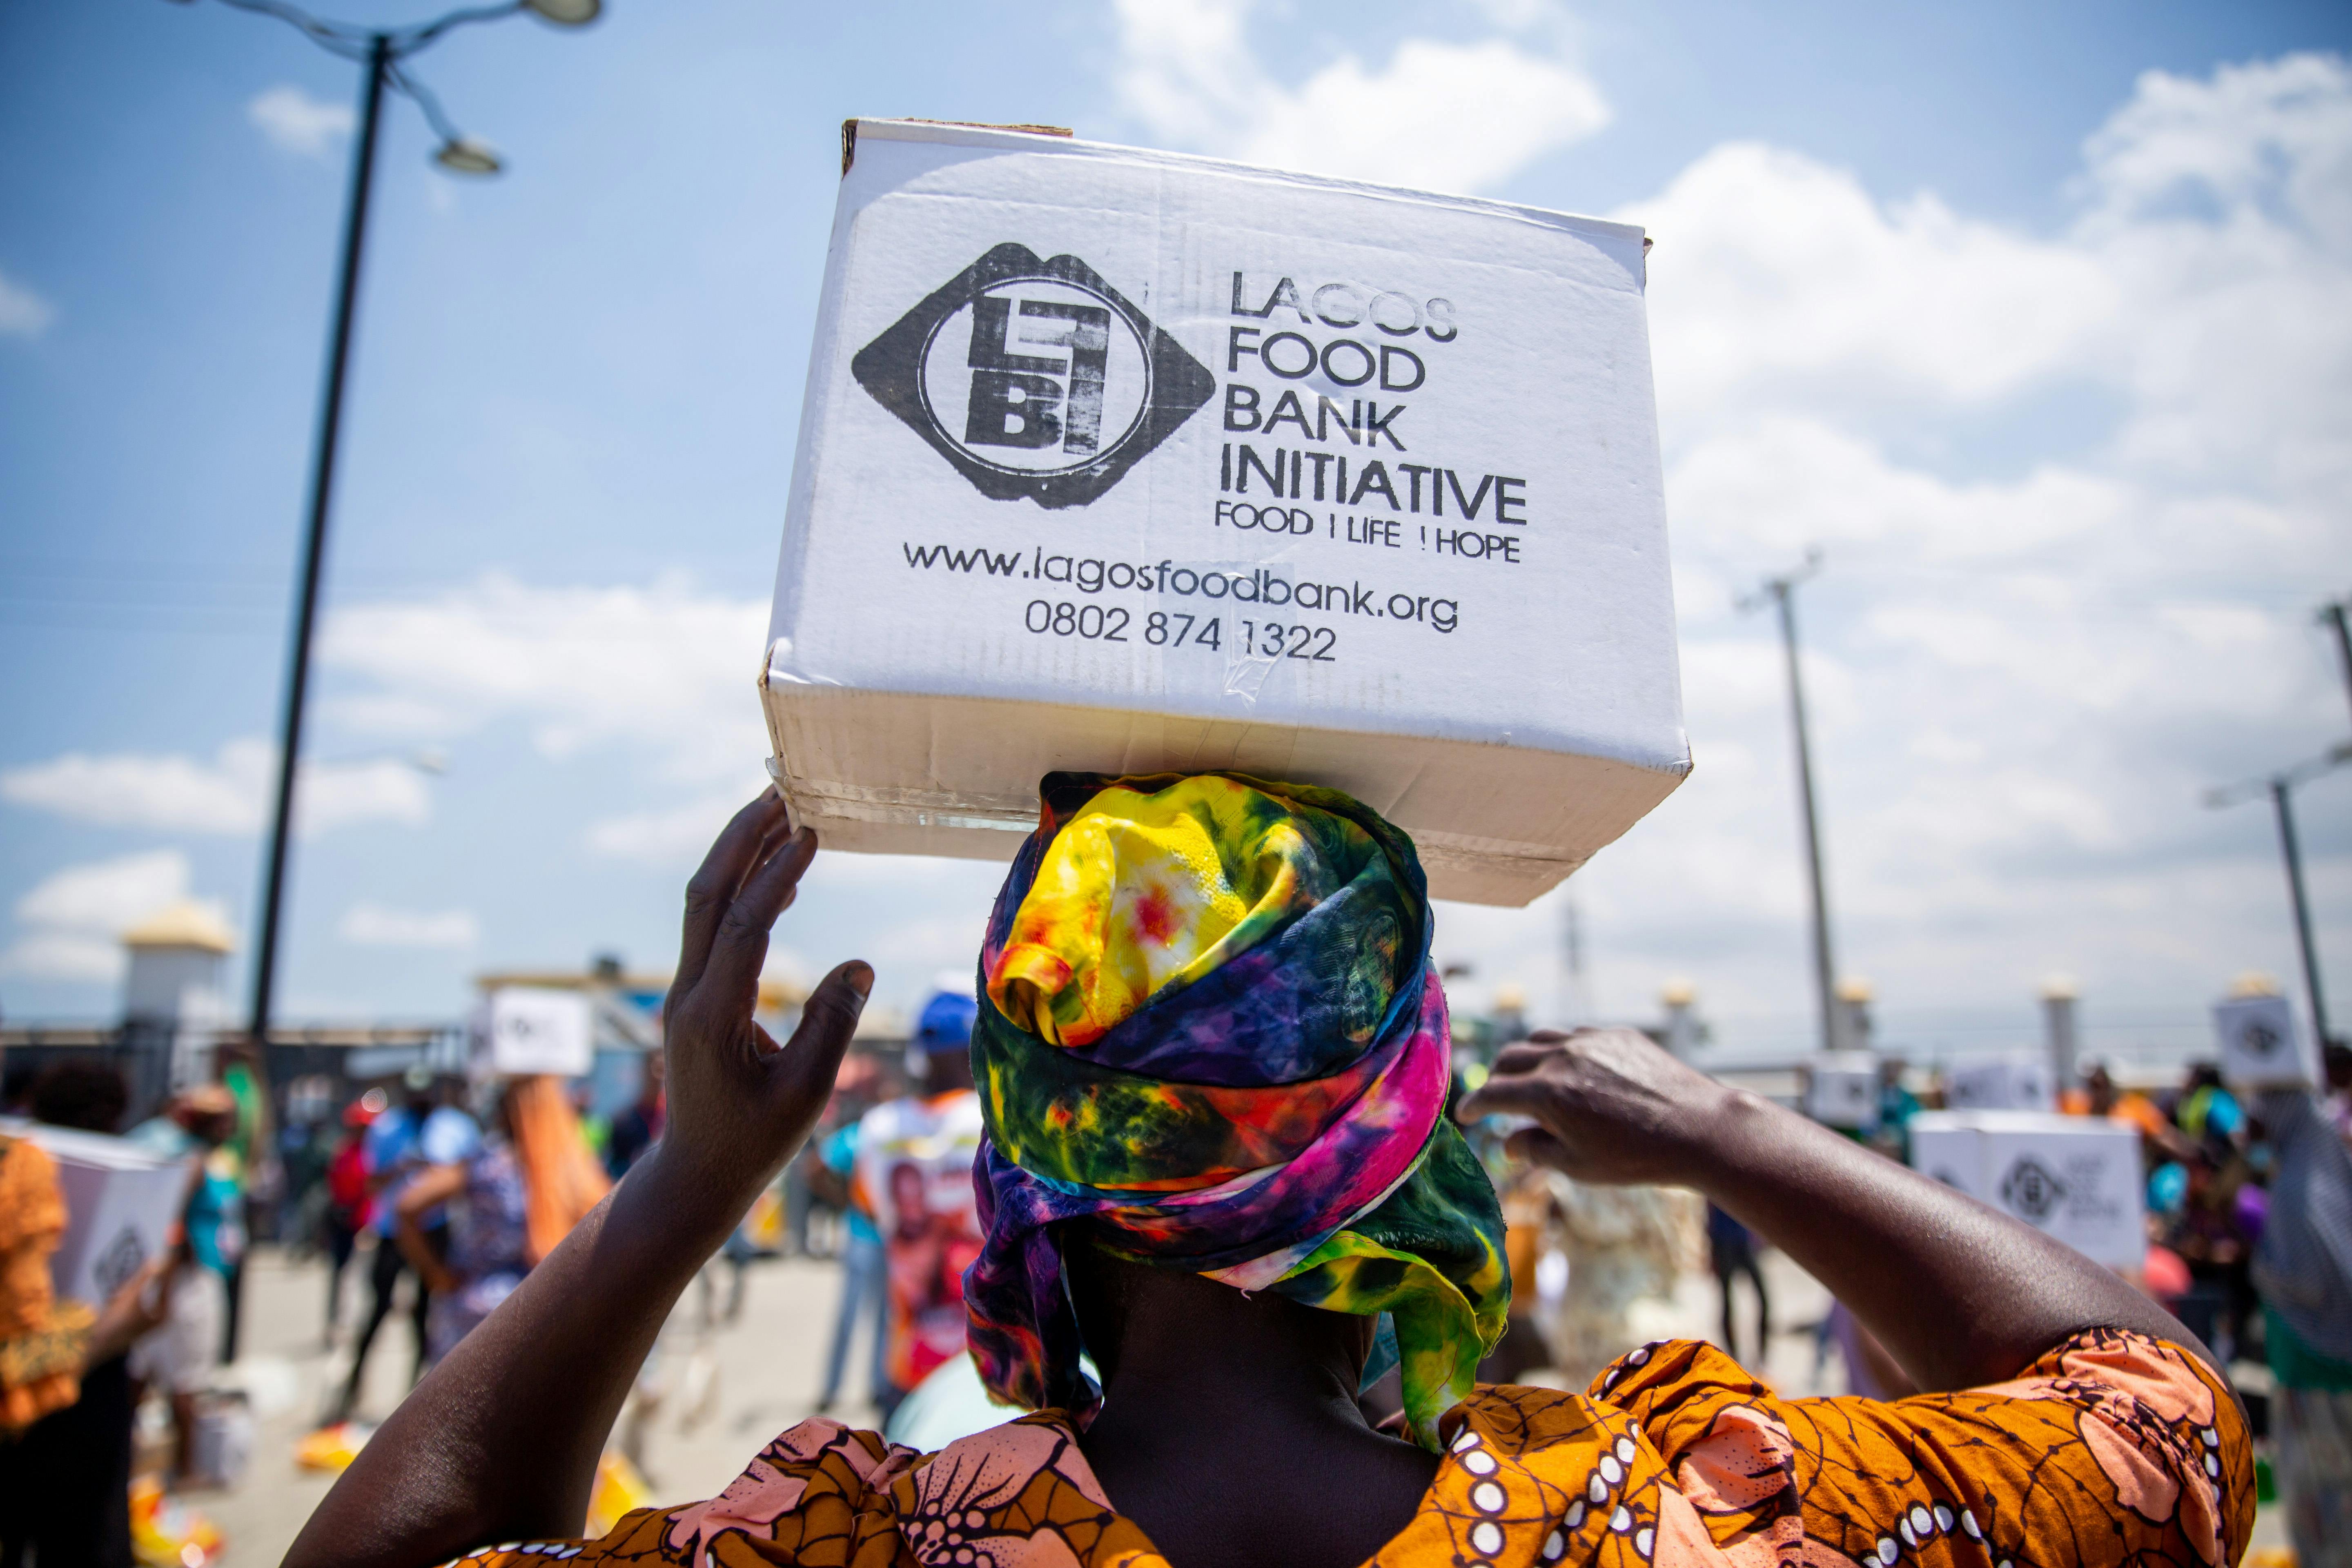 LFBI
LAGOS
FOOD
BANK
INITIATIVE
FOOD | LIFE | HOPE
www.lagosfoodbank.org
0802 874 1322